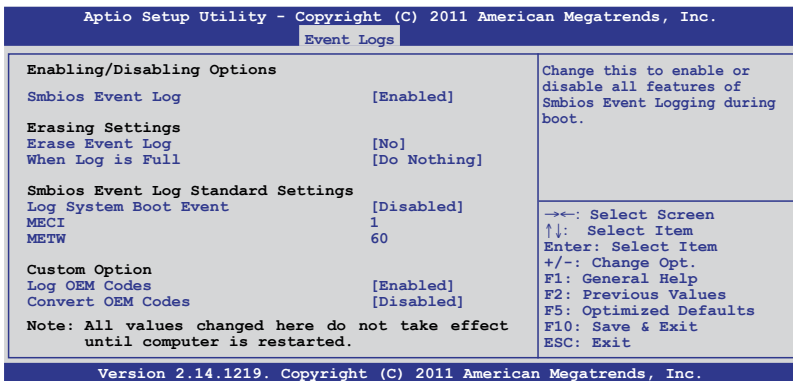 Aptio Setup Utility - Copyright (C) 2011 American Megatrends, Inc.
Event Logs
Enabling/Disabling Options
Smbios Event Log [Enabled]
Erasing Settings
Erase Event Log [No]
When Log is Full [Do Nothing]
Smbios Event Log Standard Settings
Log System Boot Event [Disabled]
MECI 1
METW 60
Custom Option
Log OEM Codes [Enabled]
Convert OEM Codes [Disabled]
Note: All values changed here do not take effect
until computer is restarted.
Change this to enable or
disable all features of
Smbios Event Logging during
boot.
→←: Select Screen
↑↓: Select Item
Enter: Select Item
+/-: Change Opt.
F1: General Help
F2: Previous Values
F5: Optimized Defaults
F10: Save & Exit
ESC: Exit
Version 2.14.1219. Copyright (C) 2011 American Megatrends, Inc.